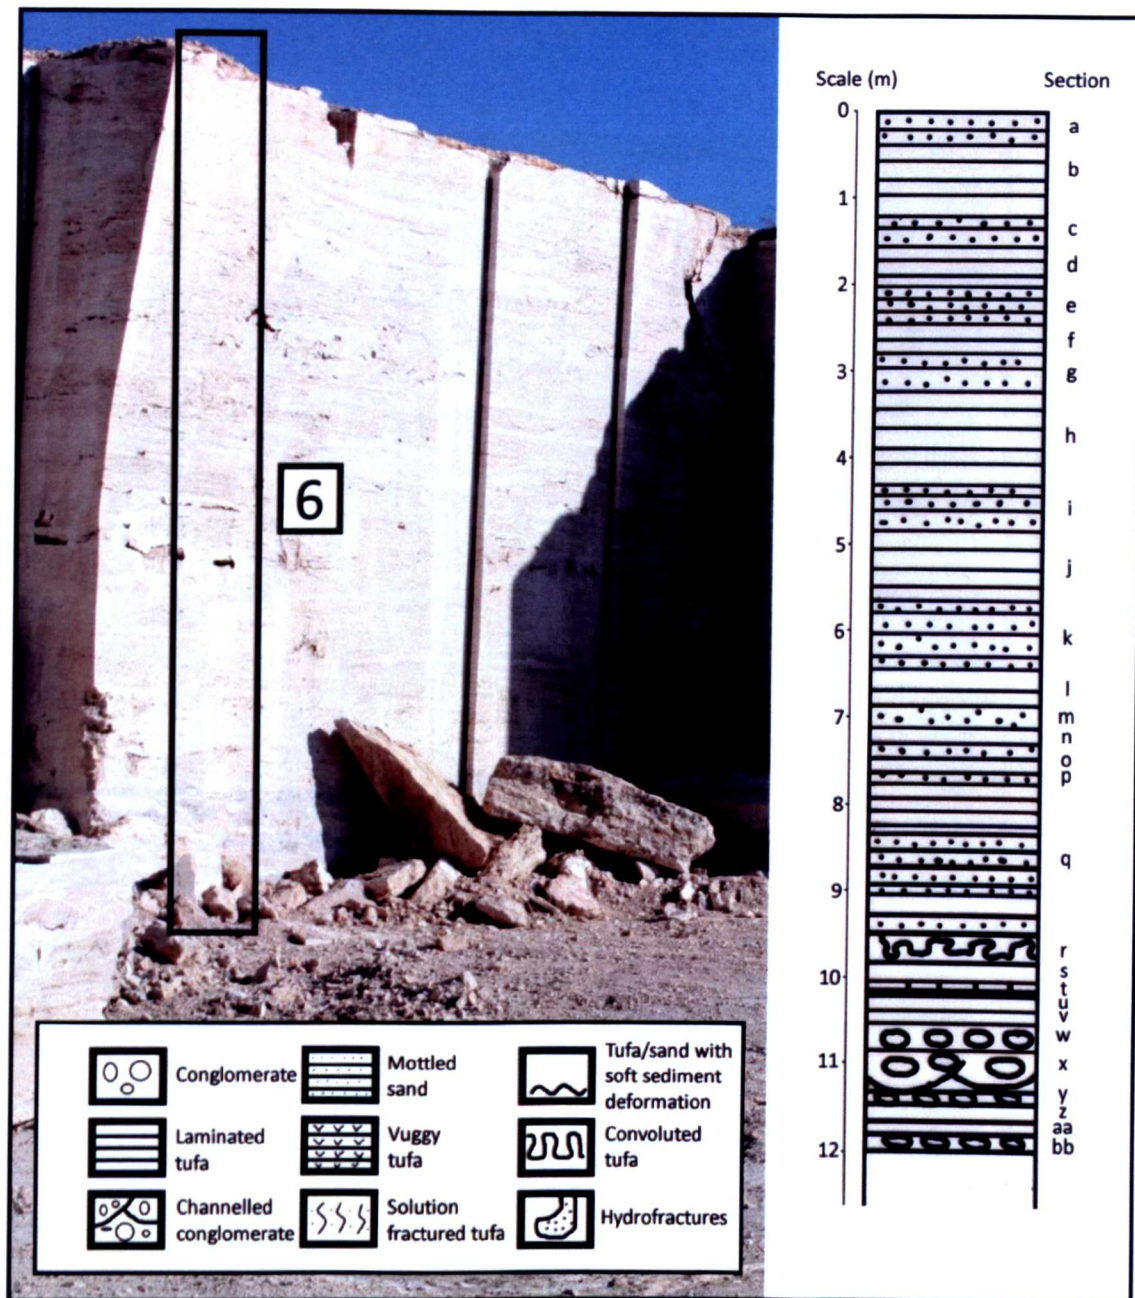 Scale (m)
Section
0
a
b
1
c
d
2
e
f
3
g
h
4
i
5
j
6
k
l
7
m
n
o
p
8
q
9
r
10
s
t
u
v
w
11
x
y
z
aa
12
bb
6
Conglomerate
Mottled
sand
Tufa/sand with
soft sediment
deformation
Laminated
tufa
Vuggy
tufa
Convoluted
tufa
Channelled
conglomerate
Solution
fractured tufa
Hydrofractures